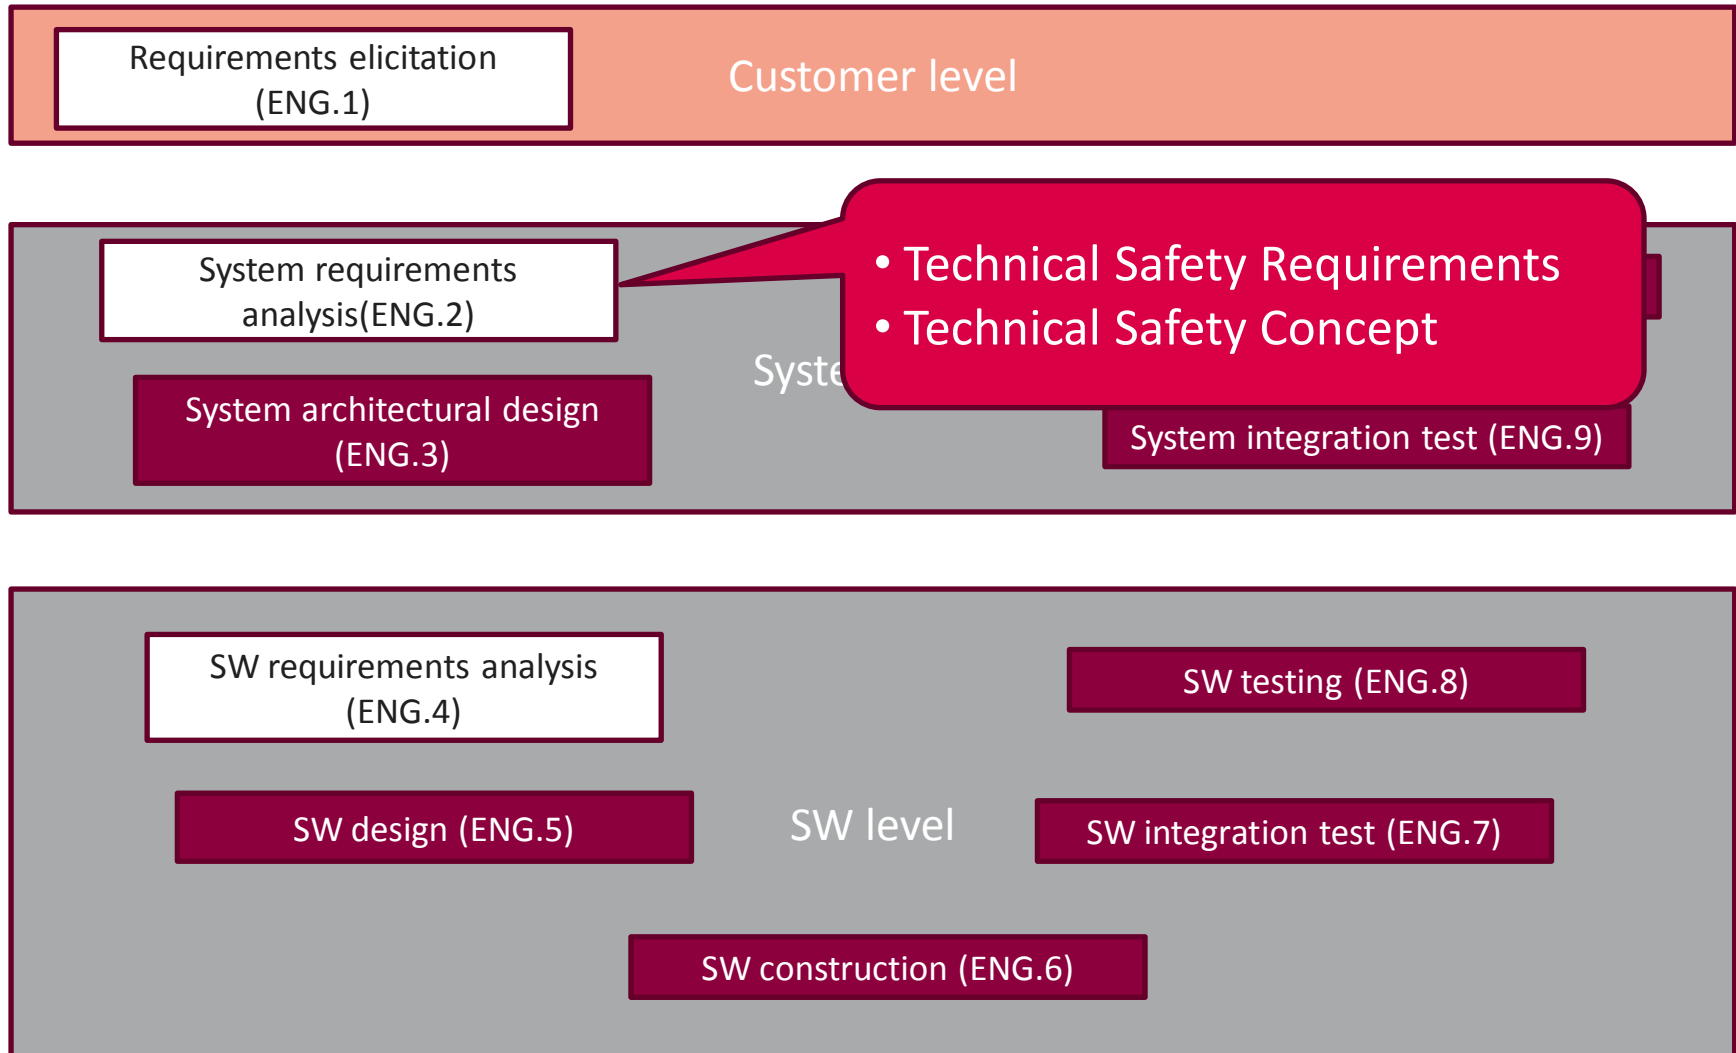 Requirements elicitation
(ENG.1)
Customer level
System requirements
analysis(ENG.2)
• Technical Safety Requirements
• Technical Safety Concept
System architectural design
(ENG.3)
System integration test (ENG.9)
SW requirements analysis
(ENG.4)
SW testing (ENG.8)
SW design (ENG.5)
SW level
SW integration test (ENG.7)
SW construction (ENG.6)